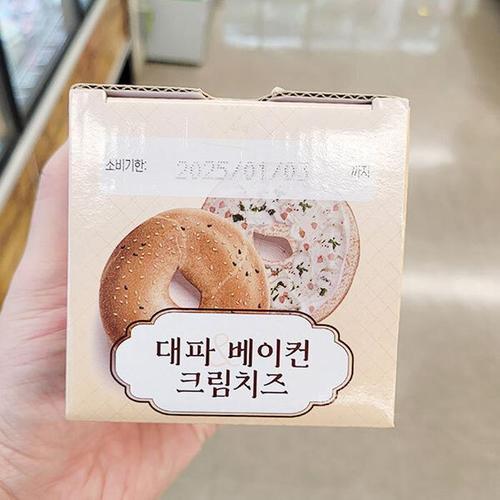 소비기한: 2025/01/03 까지
대파 & 베이컨
크림치즈